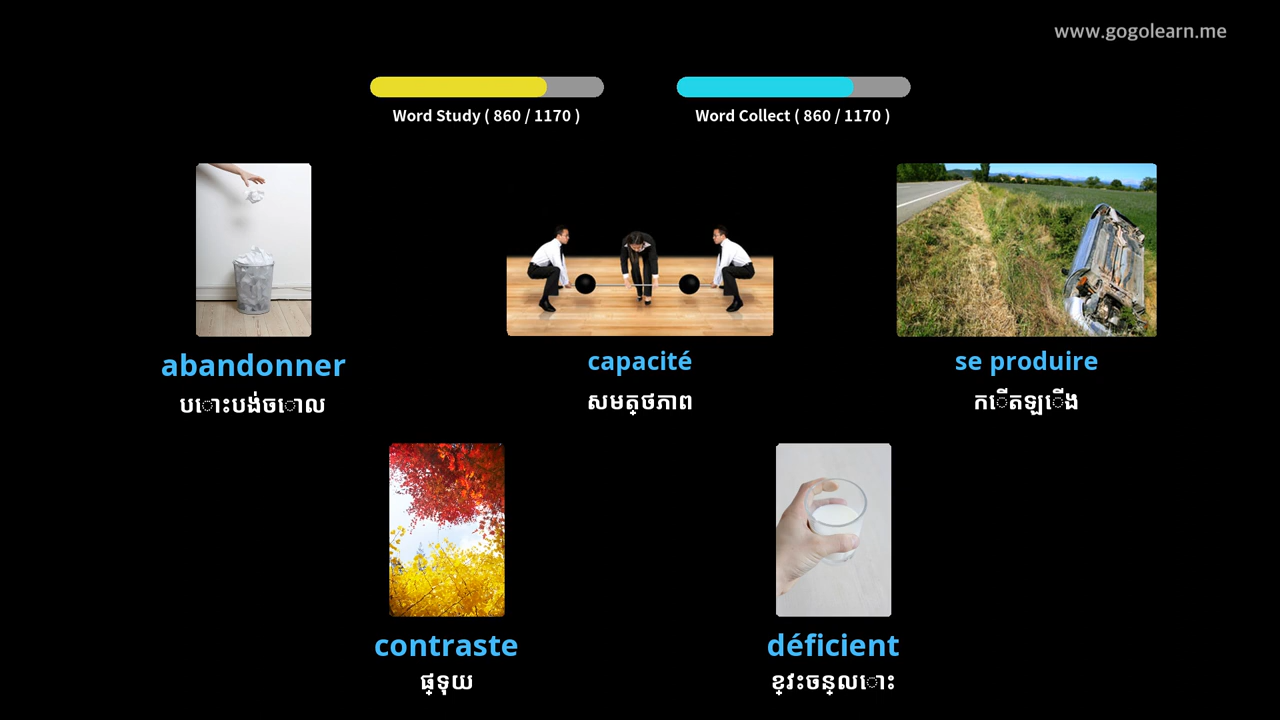 www.gogolearn.me
Word Study ( 860 / 1170 )
Word Collect ( 860 / 1170 )
abandonner
បោះបង់ចោល
capacité
សមត្ថភាព
se produire
កើតឡើង
contraste
ផ្ទុយ
déficient
ខ្វះចន្លោះ